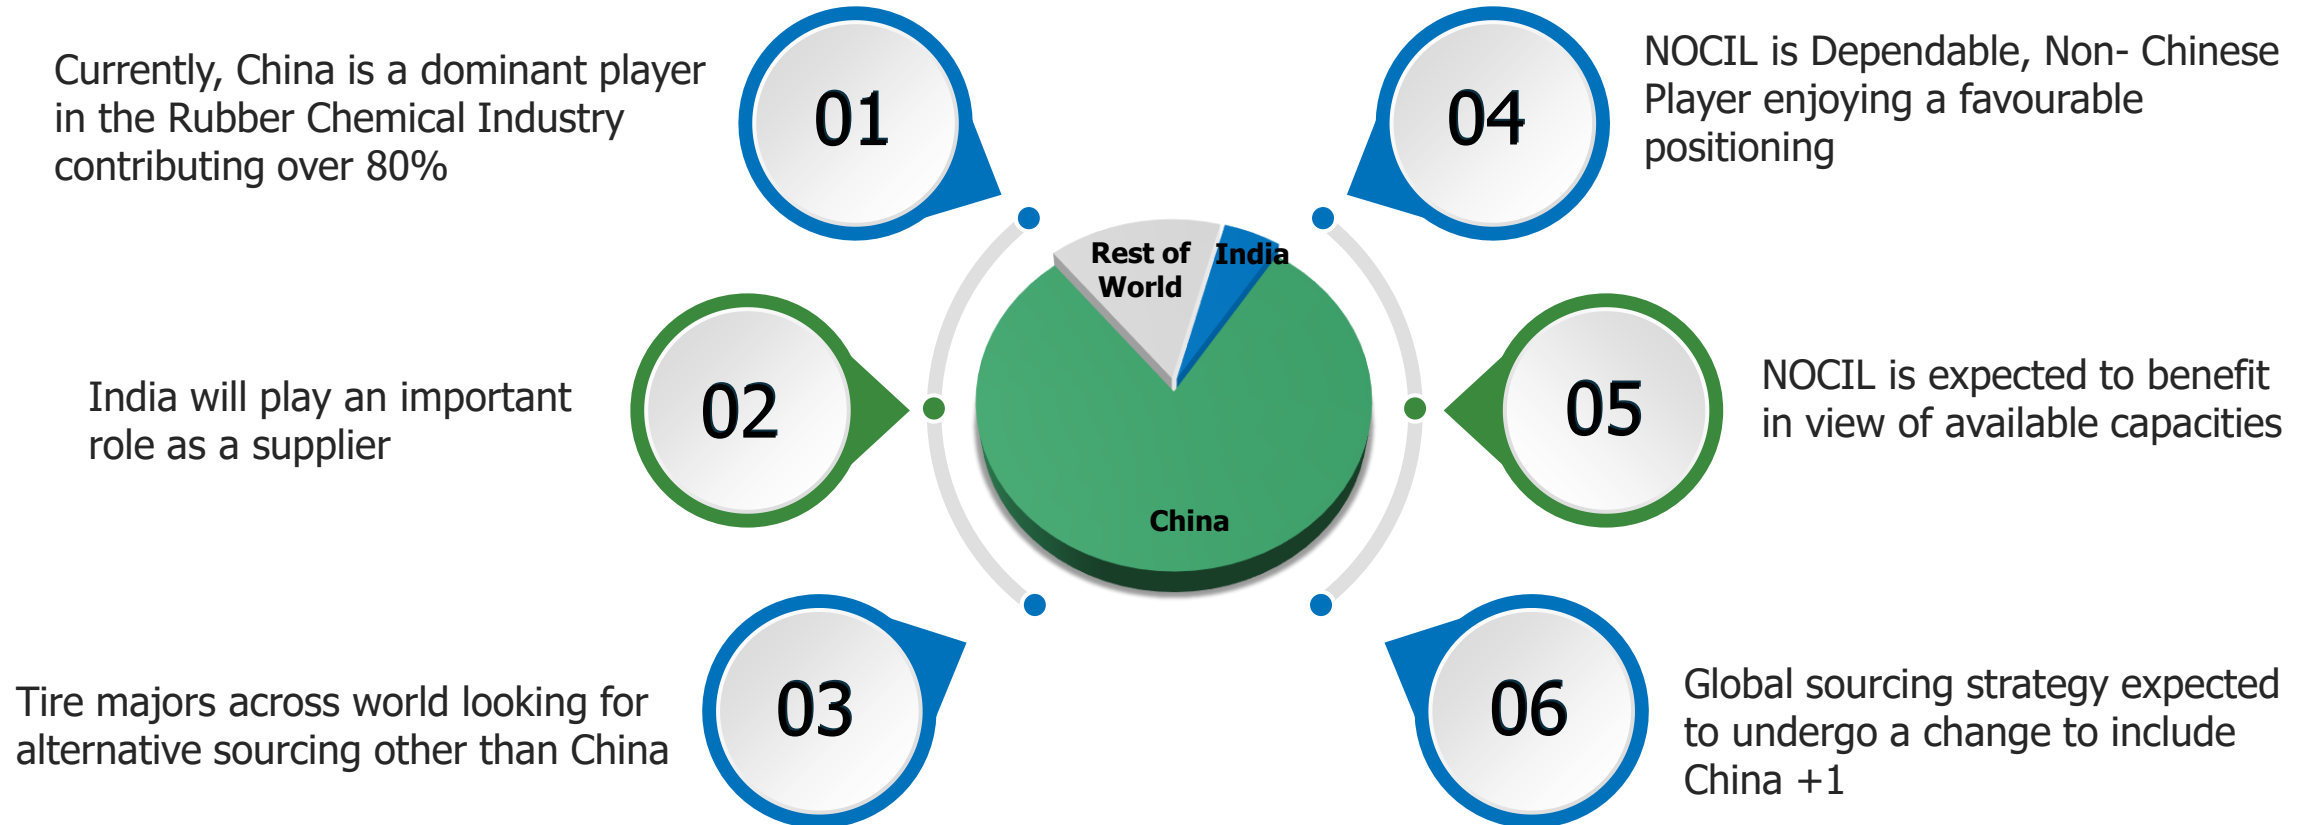 Currently, China is a dominant player
in the Rubber Chemical Industry
contributing over 80%
01
India will play an important
role as a supplier
02
Tire majors across world looking for
alternative sourcing other than China
03
Rest of
World
India
China
04
NOCIL is Dependable, Non- Chinese
Player enjoying a favourable
positioning
05
NOCIL is expected to benefit
in view of available capacities
06
Global sourcing strategy expected
to undergo a change to include
China +1